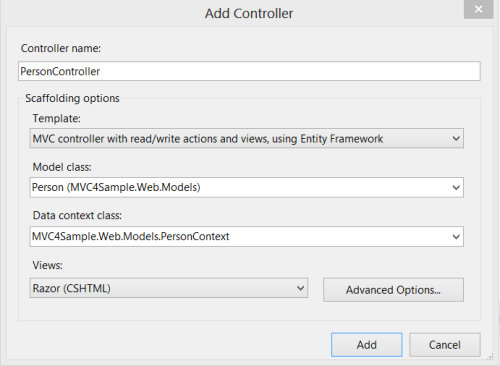 Add Controller
Controller name:
PersonController
Scaffolding options
Template:
MVC controller with read/write actions and views, using Entity Framework
Model class:
Person (MVC4Sample.Web.Models)
Data context class:
MVC4Sample.Web.Models.PersonContext
Views:
Razor (CSHTML)
Advanced Options...
Add
Cancel